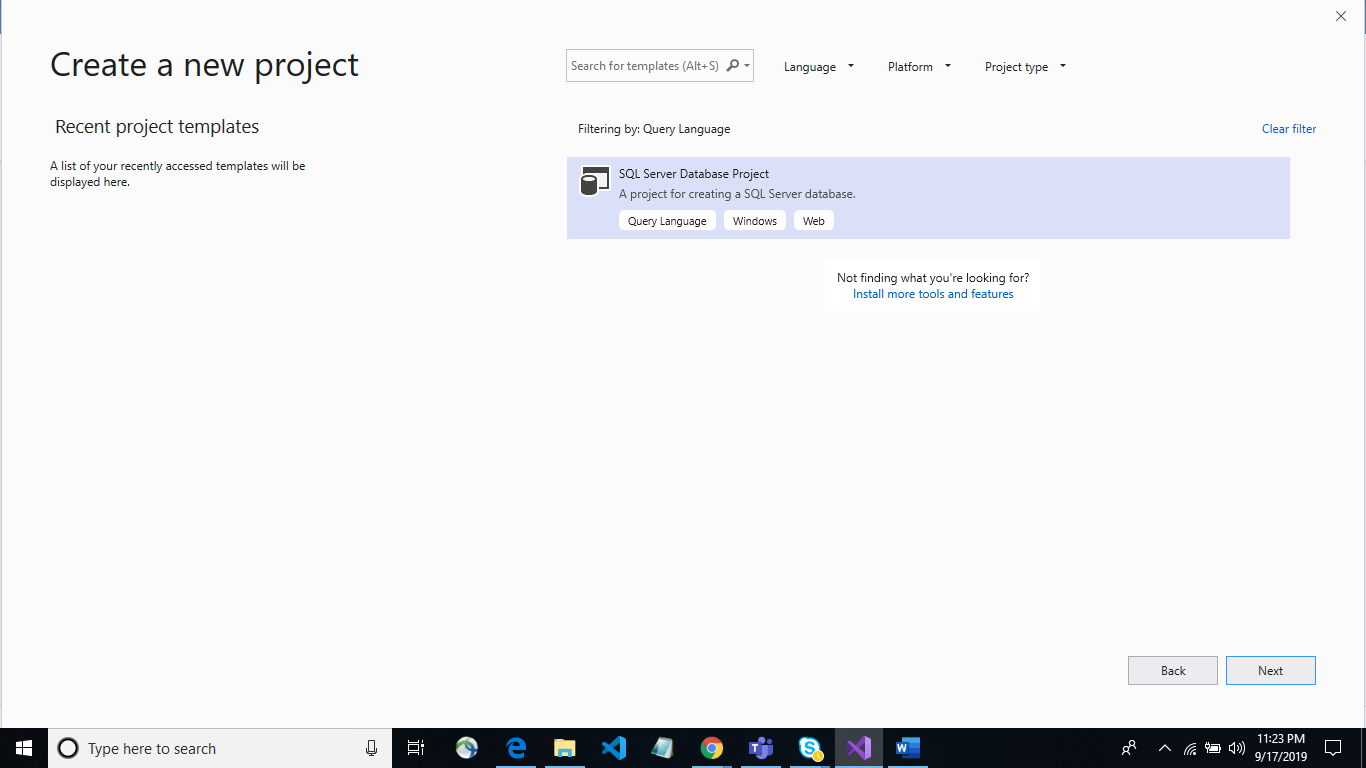 Create a new project
Search for templates (Alt+S)
Language
Platform
Project type
Recent project templates
A list of your recently accessed templates will be
displayed here.
Filtering by: Query Language
Clear filter
SQL Server Database Project
A project for creating a SQL Server database.
Query Language
Windows
Web
Not finding what you're looking for?
Install more tools and features
Back
Next
Type here to search
11:23 PM
9/17/2019